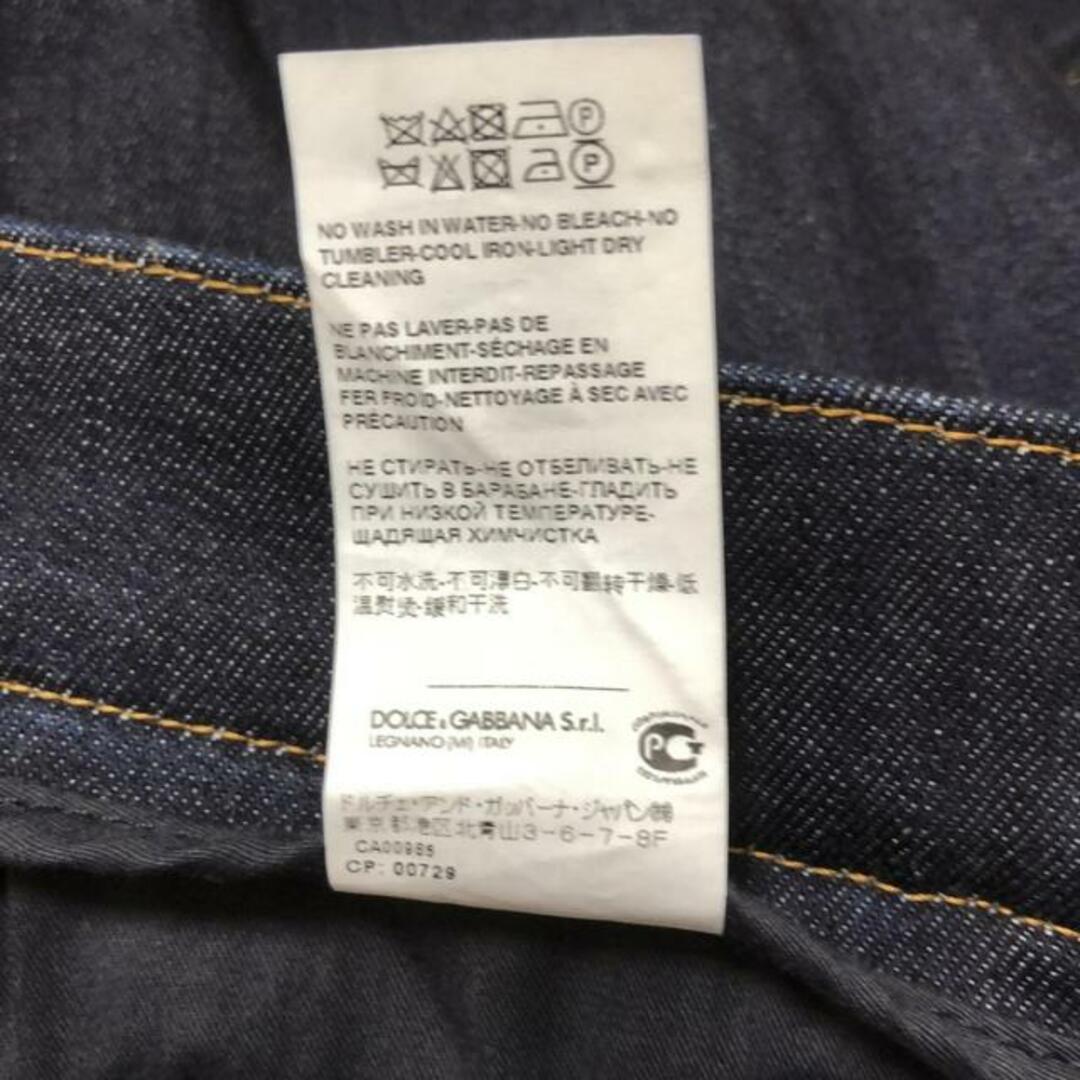 NO WASH IN WATER-NO BLEACH-NO
TUMBLER-COOL IRON-LIGHT DRY
CLEANING
NE PAS LAVER-PAS DE
BLANCHIMENT-SÉCHAGE EN
MACHINE INTERDIT-REPASSAGE
FER FROID-NETTOYAGE À SEC AVEC
PRÉCAUTION
НЕ СТИРАТЬ-НЕ ОТБЕЛИВАТЬ-НЕ
СУШИТЬ В БАРАБАНЕ-ГЛАДИТЬ
ПРИ НИЗКОЙ ТЕМПЕРАТУРЕ-
ЩАДЯЩАЯ ХИМЧИСТКА
不可水洗-不可漂白-不可翻转干燥-低
温熨烫-缓和干洗
DOLCE & GABBANA S.r.l.
LEGNANO (MI) ITALY
ドルチェ・アンド・ガッバーナ・ジャパン㈱
東京都港区北青山3-6-7-8F
CP: 00729